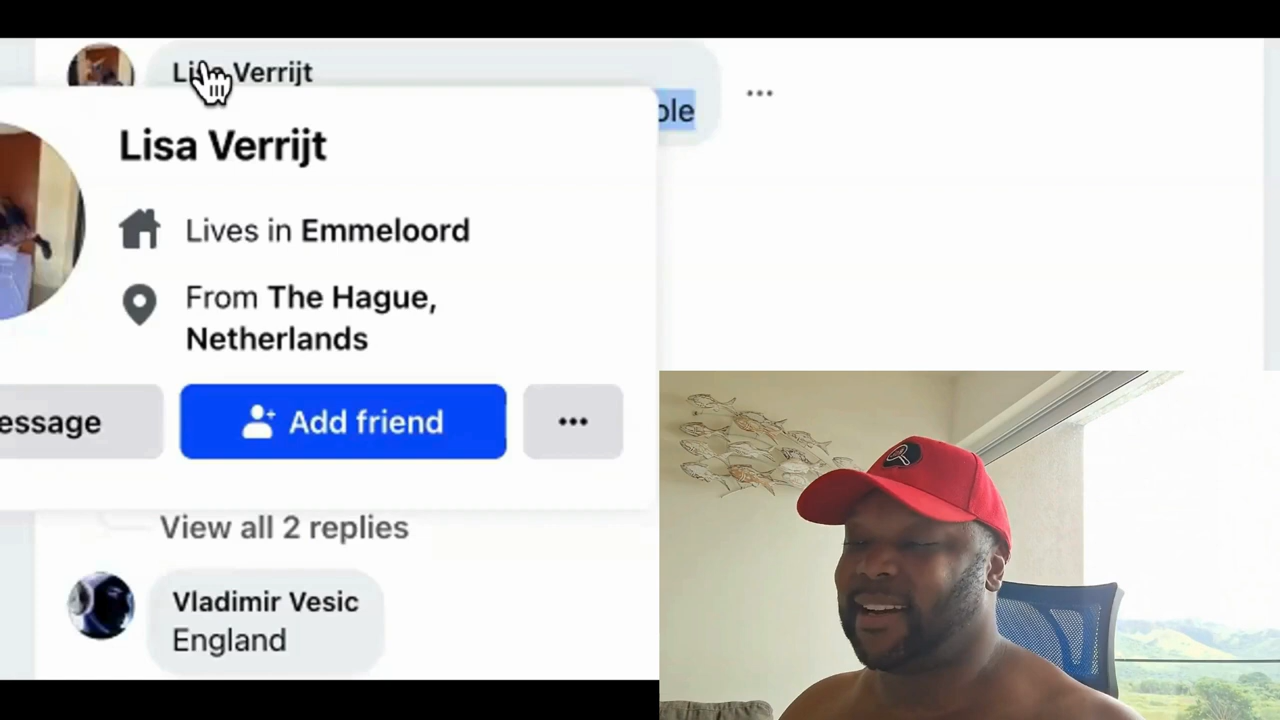 Lisa Verrijt
ole
Lisa Verrijt
Lives in Emmeloord
From The Hague,
Netherlands
essage
Add friend
View all 2 replies
Vladimir Vesic
England